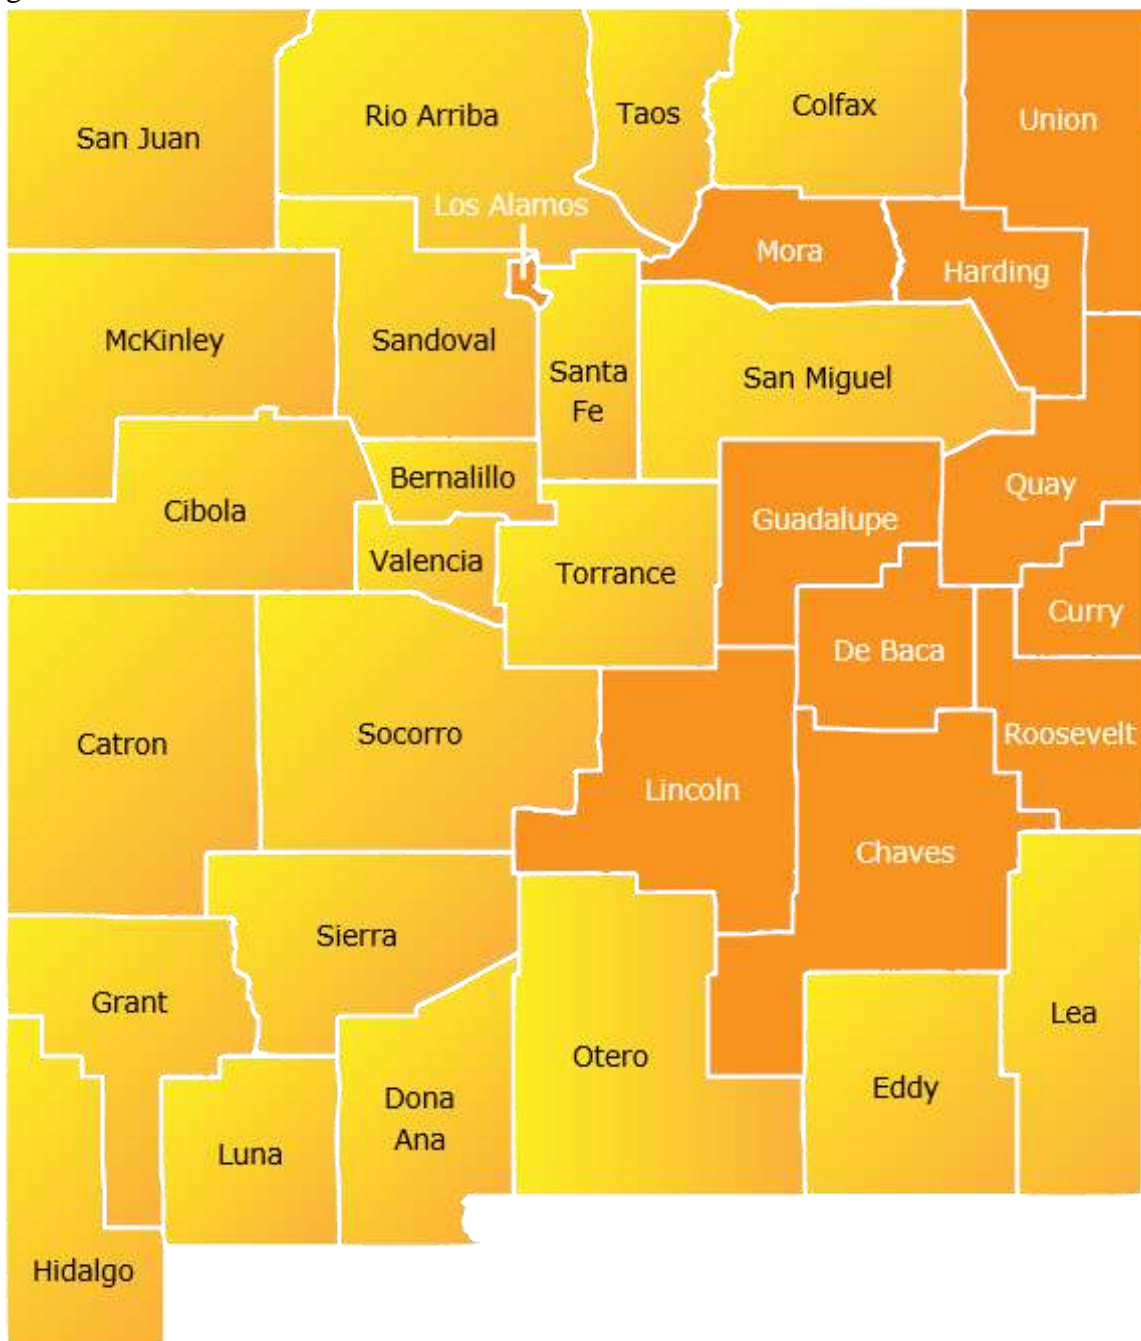 San Juan
Rio Arriba
Taos
Colfax
Union
Los Alamos
Mora
Harding
McKinley
Sandoval
Santa
Fe
San Miguel
Bernalillo
Cibola
Quay
Guadalupe
Valencia
Torrance
Curry
De Baca
Catron
Socorro
Roosevelt
Lincoln
Chaves
Sierra
Grant
Lea
Otero
Eddy
Dona
Ana
Luna
Hidalgo